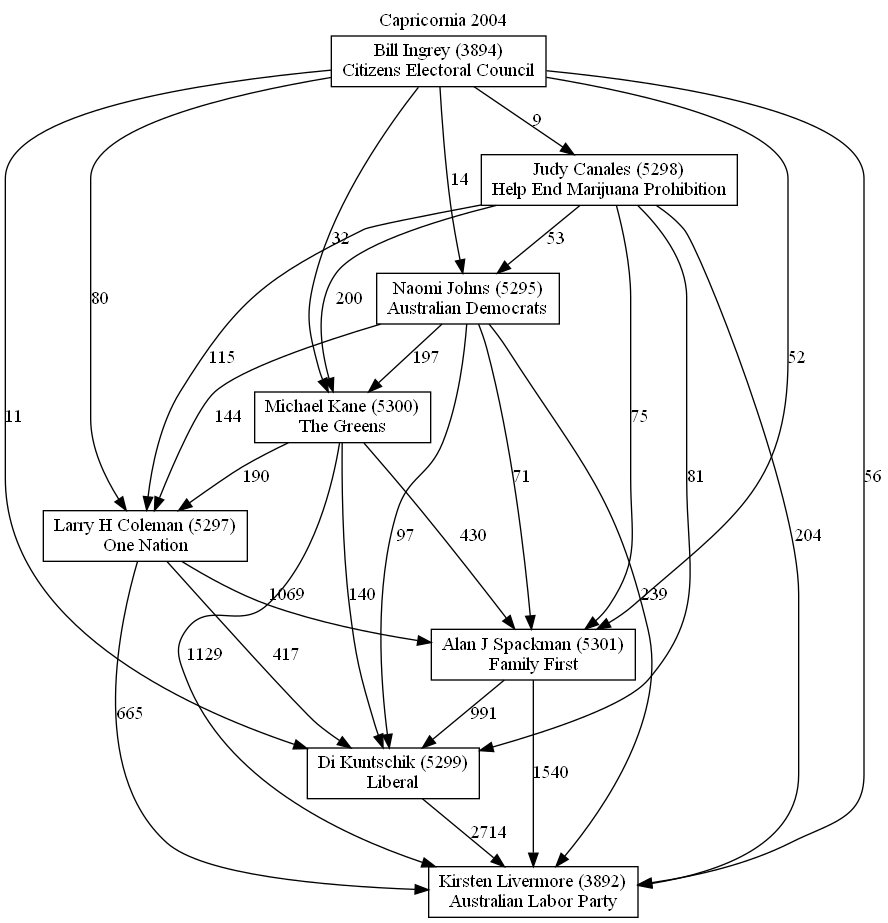 Capricornia 2004
Bill Ingrey (3894)
Citizens Electoral Council
9
Judy Canales (5298)
Help End Marijuana Prohibition
14
32
53
Naomi Johns (5295)
Australian Democrats
80
200
115
197
52
Michael Kane (5300)
The Greens
11
144
75
190
71
81
56
Larry H Coleman (5297)
One Nation
97
430
204
1069
140
239
Alan J Spackman (5301)
Family First
1129
417
665
991
Di Kuntschik (5299)
Liberal
1540
2714
Kirsten Livermore (3892)
Australian Labor Party